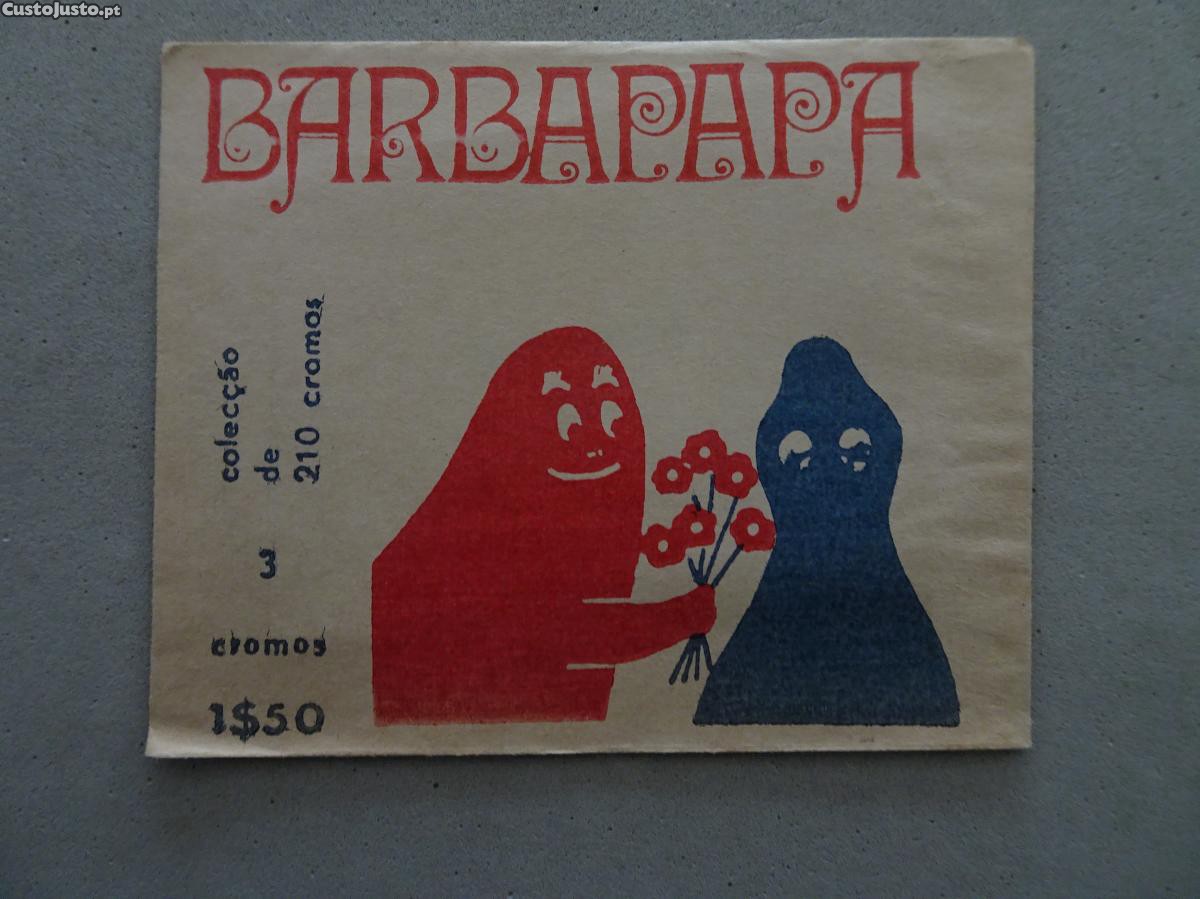 CustoJusto.pt
BARBAPAPA
colecção
de
210 cromos
3
cromos
1$50